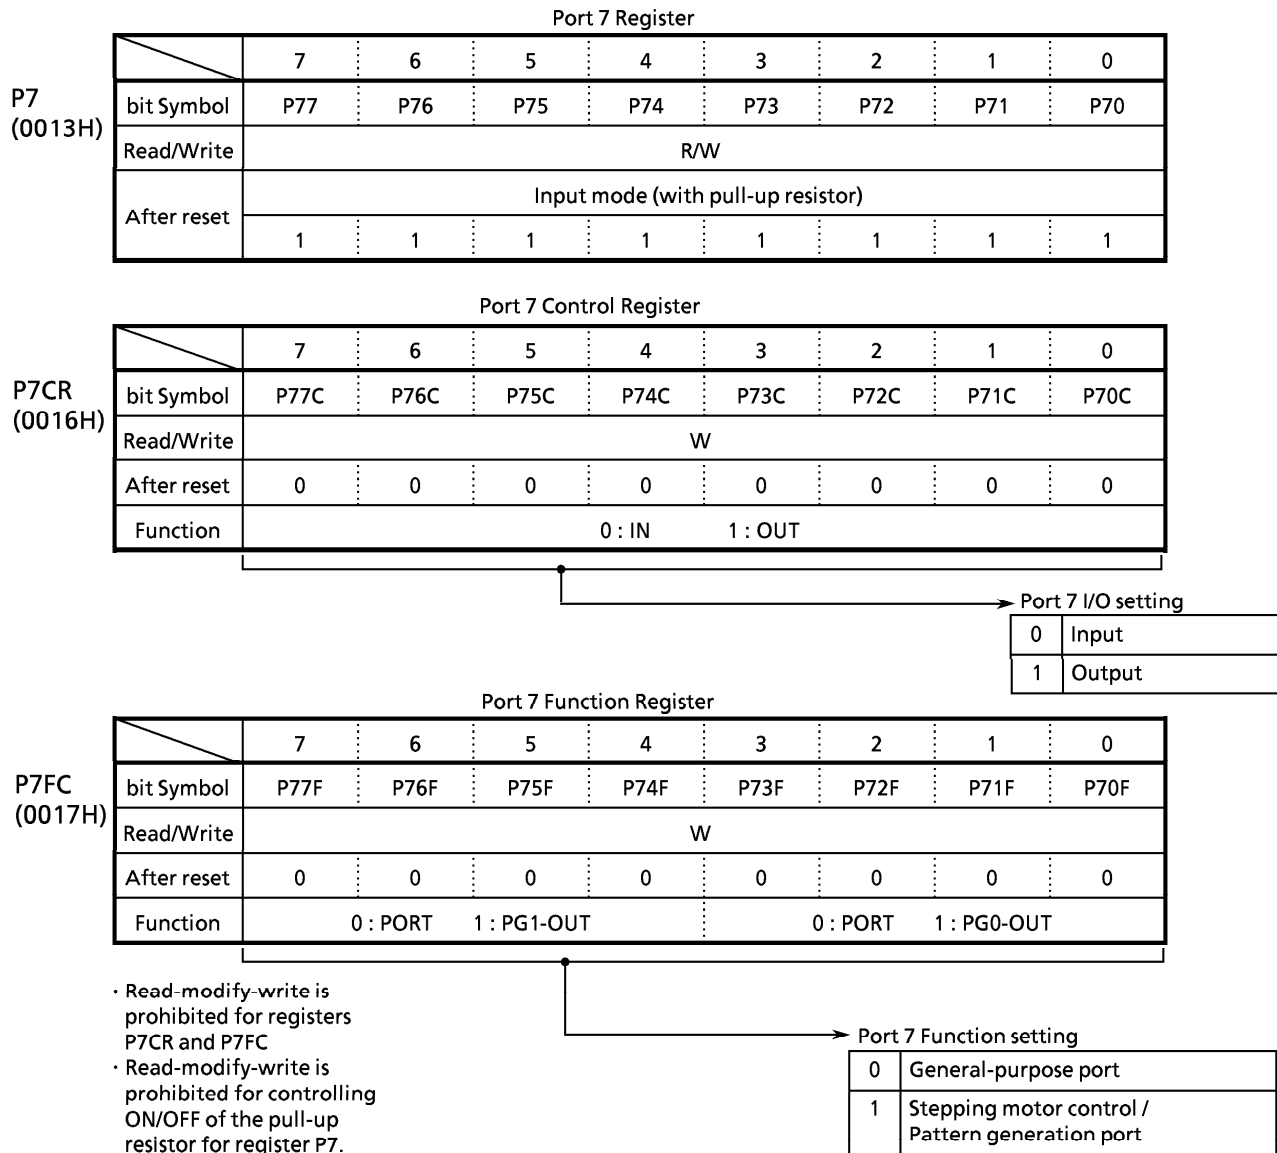 Port 7 Register
7 6 5 4 3 2 1 0
P7
(0013H)
bit Symbol P77 P76 P75 P74 P73 P72 P71 P70
Read/Write R/W
After reset Input mode (with pull-up resistor)
1 1 1 1 1 1 1 1
Port 7 Control Register
7 6 5 4 3 2 1 0
P7CR
(0016H)
bit Symbol P77C P76C P75C P74C P73C P72C P71C P70C
Read/Write W
After reset 0 0 0 0 0 0 0 0
Function 0 : IN 1 : OUT
Port 7 I/O setting
0 Input
1 Output
Port 7 Function Register
7 6 5 4 3 2 1 0
P7FC
(0017H)
bit Symbol P77F P76F P75F P74F P73F P72F P71F P70F
Read/Write W
After reset 0 0 0 0 0 0 0 0
Function 0 : PORT 1 : PG1-OUT 0 : PORT 1 : PG0-OUT
· Read-modify-write is
prohibited for registers
P7CR and P7FC
· Read-modify-write is
prohibited for controlling
ON/OFF of the pull-up
resistor for register P7.
Port 7 Function setting
0 General-purpose port
1 Stepping motor control /
Pattern generation port